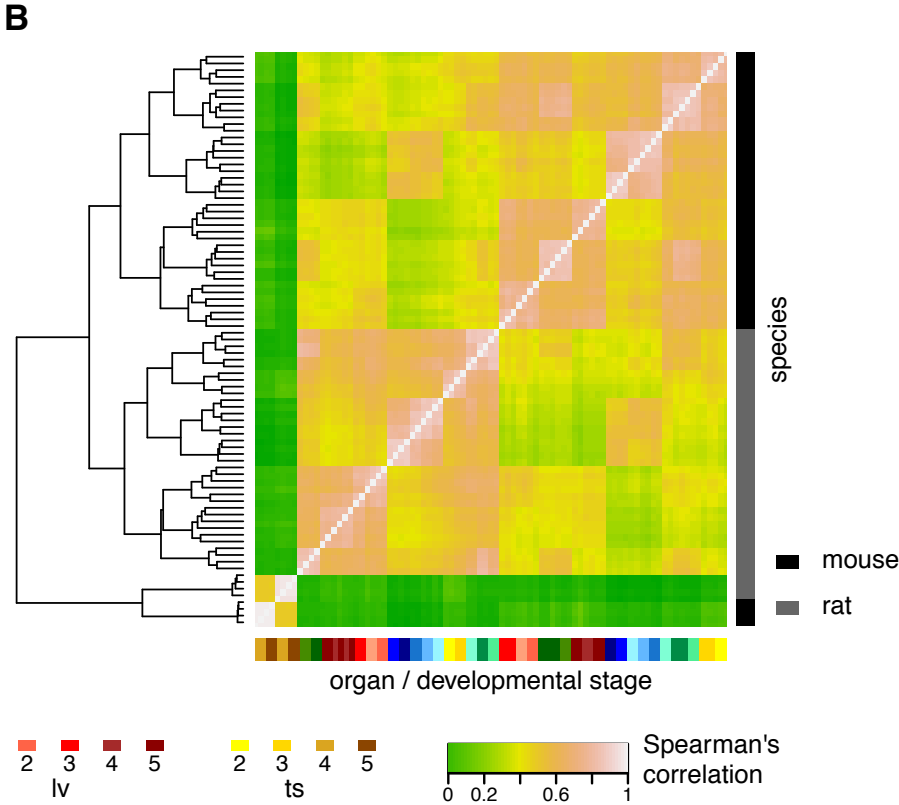 B
species
mouse
rat
organ / developmental stage
2 3 4 5
lv
2 3 4 5
ts
0 0.2 0.6 1
Spearman's
correlation